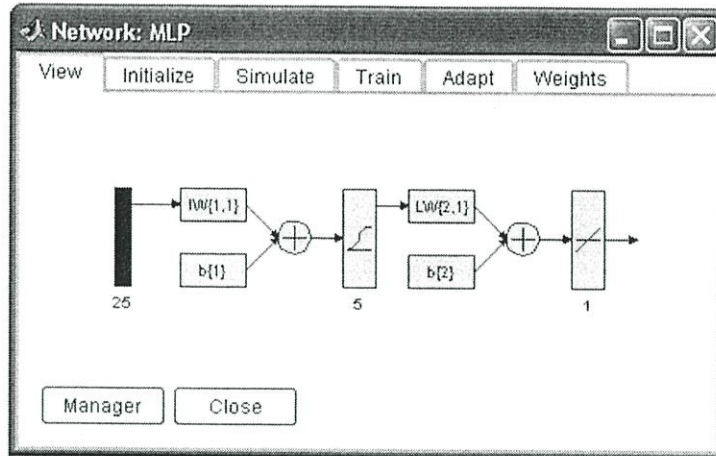 Network: MLP
View Initialize Simulate Train Adapt Weights
IW{1,1} LW{2,1}
b{1} b{2}
25 5 1
Manager Close